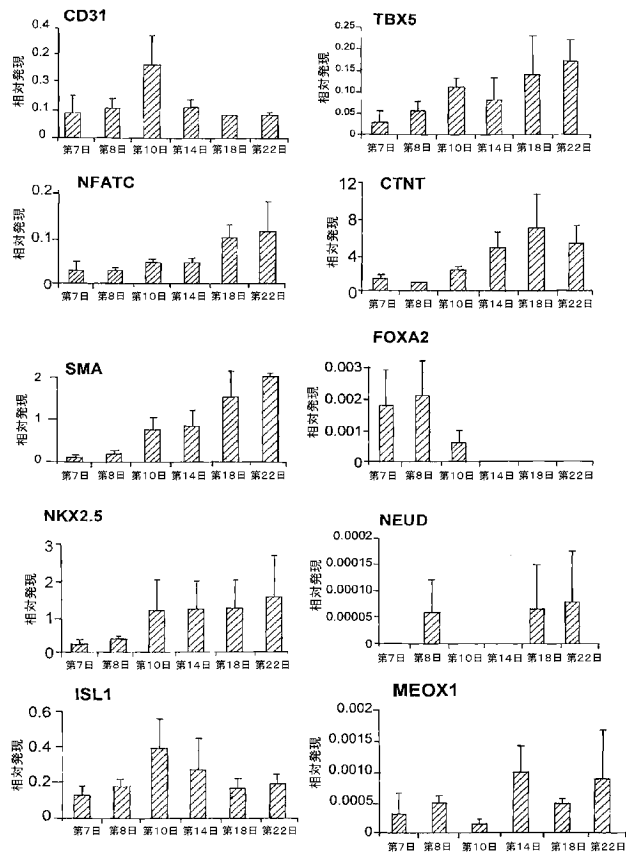 CD31
相対発現
0.4
0.3
0.1
0
第7日 第8日 第10日 第14日 第18日 第22日
TBX5
相対発現
0.25
0.20
0.15
0.10
0.05
0
第7日 第8日 第10日 第14日 第18日 第22日
NFATC
相対発現
0.2
0.1
0
第7日 第8日 第10日 第14日 第18日 第22日
CTNT
相対発現
12
8
4
0
第7日 第8日 第10日 第14日 第18日 第22日
SMA
相対発現
2
1
0
第7日 第8日 第10日 第14日 第18日 第22日
FOXA2
相対発現
0.003
0.002
0.001
0
第7日 第8日 第10日 第14日 第18日 第22日
NKX2.5
相対発現
3
2
1
0
第7日 第8日 第10日 第14日 第18日 第22日
NEUD
相対発現
0.0002
0.00015
0.00010
0.00005
0
第7日 第8日 第10日 第14日 第18日 第22日
ISL1
相対発現
0.6
0.4
0.2
0
第7日 第8日 第10日 第14日 第18日 第22日
MEOX1
相対発現
0.002
0.0015
0.0010
0.0005
0
第7日 第8日 第10日 第14日 第18日 第22日